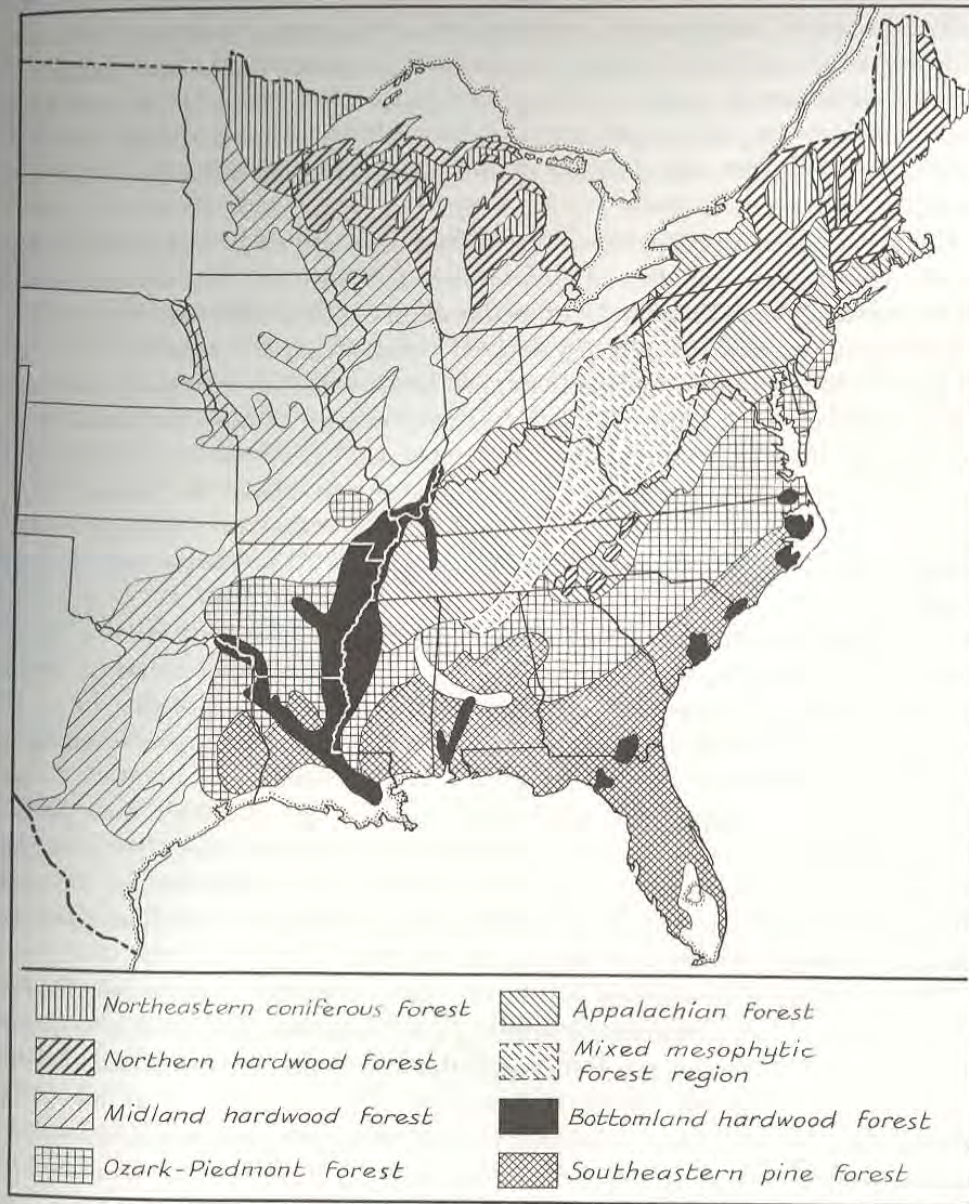 Northeastern coniferous forest
Northern hardwood forest
Midland hardwood forest
Ozark-Piedmont forest
Appalachian forest
Mixed mesophytic
forest region
Bottomland hardwood forest
Southeastern pine forest